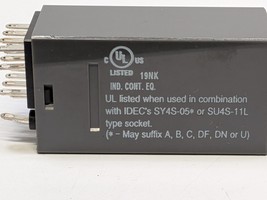 C UL US
LISTED 19NK
IND. CONT. EQ.
UL listed when used in combination
with IDEC's SY4S-05* or SU4S-11L
type socket.
(* - May suffix A, B, C, DF, DN or U)